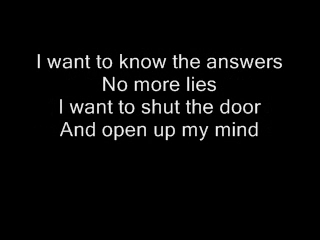 I want to know the answers
No more lies
I want to shut the door
And open up my mind